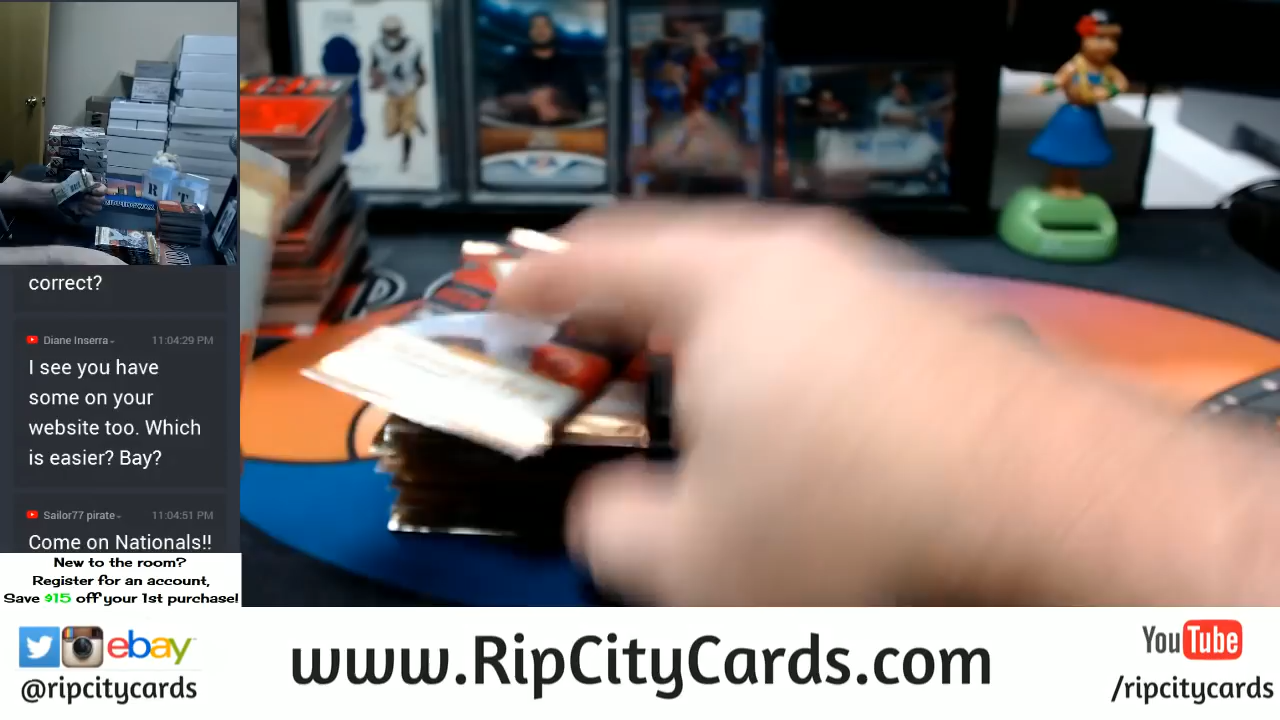 correct?
Diane Inserra
11:04:29 PM
I see you have
some on your
website too. Which
is easier? Bay?
Sailor77 pirate
11:04:51 PM
Come on Nationals!!
New to the room?
Register for an account,
Save $15 off your 1st purchase!
ebay
@ripcitycards
www.RipCityCards.com
YouTube
/ripcitycards